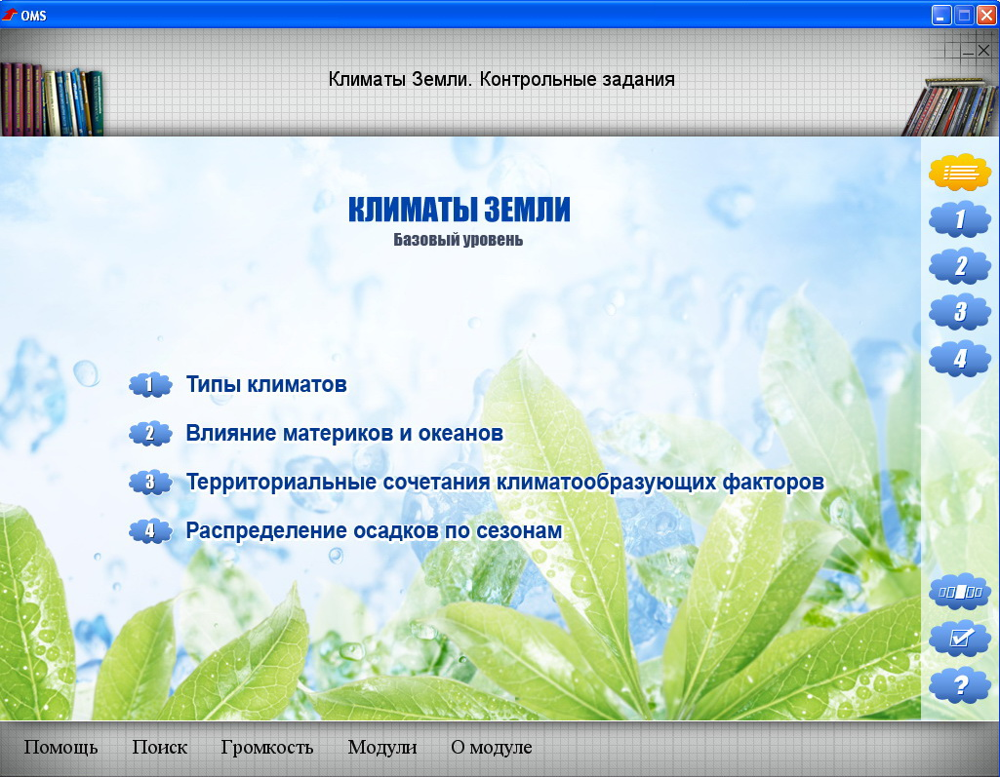 OMS
Климаты Земли. Контрольные задания
КЛИМАТЫ ЗЕМЛИ
Базовый уровень
1 Типы климатов
2 Влияние материков и океанов
3 Территориальные сочетания климатообразующих факторов
4 Распределение осадков по сезонам
1
2
3
4
?
Помощь Поиск Громкость Модули О модуле